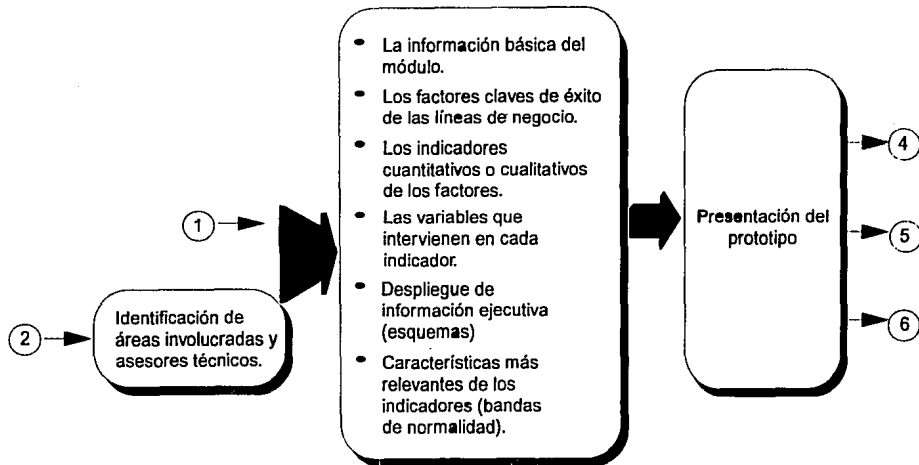 1
2
Identificación de
áreas involucradas y
asesores técnicos.
• La información básica del
módulo.
• Los factores claves de éxito
de las líneas de negocio.
• Los indicadores
cuantitativos o cualitativos
de los factores.
• Las variables que
intervienen en cada
indicador.
• Despliegue de
información ejecutiva
(esquemas)
• Características más
relevantes de los
indicadores (bandas
de normalidad).
Presentación del
prototipo
4
5
6